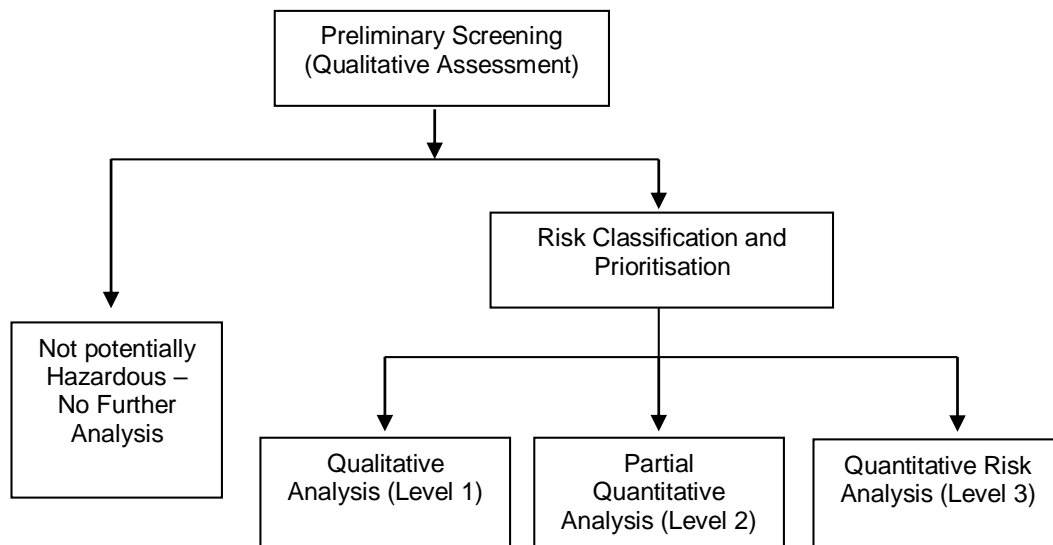 Preliminary Screening
(Qualitative Assessment)
Risk Classification and
Prioritisation
Not potentially
Hazardous –
No Further
Analysis
Qualitative
Analysis (Level 1)
Partial
Quantitative
Analysis (Level 2)
Quantitative Risk
Analysis (Level 3)